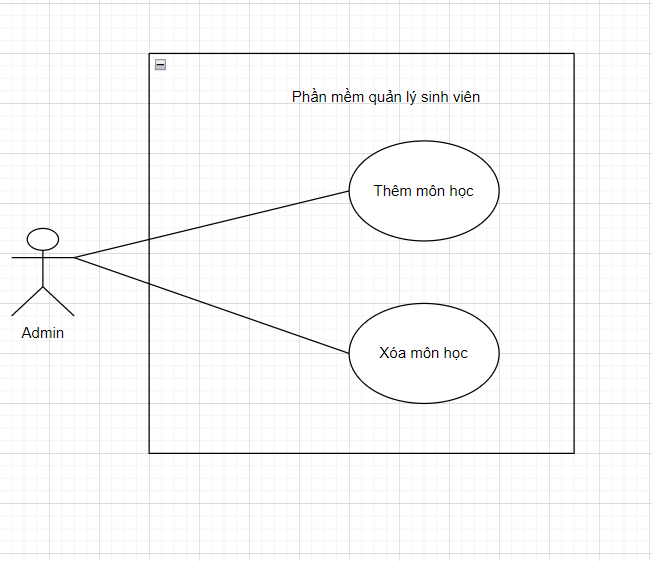 Phần mềm quản lý sinh viên
Thêm môn học
Admin
Xóa môn học